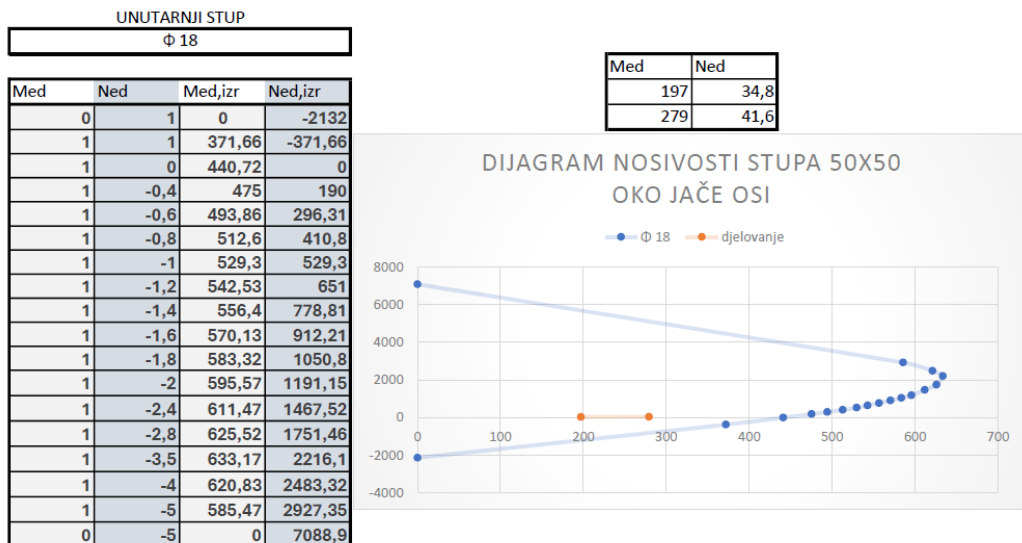 UNUTARNJI STUP
Φ 18
Med Ned Med,izr Ned,izr
0 1 0 -2132
1 1 371,66 -371,66
1 0 440,72 0
1 -0,4 475 190
1 -0,6 493,86 296,31
1 -0,8 512,6 410,8
1 -1 529,3 529,3
1 -1,2 542,53 651
1 -1,4 556,4 778,81
1 -1,6 570,13 912,21
1 -1,8 583,32 1050,8
1 -2 595,57 1191,15
1 -2,4 611,47 1467,52
1 -2,8 625,52 1751,46
1 -3,5 633,17 2216,1
1 -4 620,83 2483,32
1 -5 585,47 2927,35
0 -5 0 7088,9
Med Ned
197 34,8
279 41,6
DIJAGRAM NOSIVOSTI STUPA 50X50
OKO JAČE OSI
Φ 18 djelovanje
8000
6000
4000
2000
0
-2000
-4000
0 100 200 300 400 500 600 700